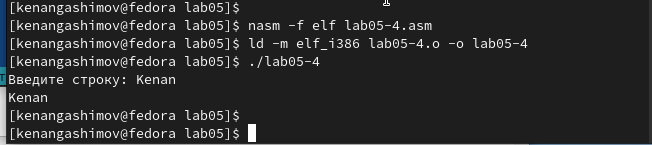 [kenangashimov@fedora lab05]$
[kenangashimov@fedora lab05]$ nasm -f elf lab05-4.asm
[kenangashimov@fedora lab05]$ ld -m elf_i386 lab05-4.o -o lab05-4
[kenangashimov@fedora lab05]$ ./lab05-4
Введите строку: Kenan
Kenan
[kenangashimov@fedora lab05]$
[kenangashimov@fedora lab05]$